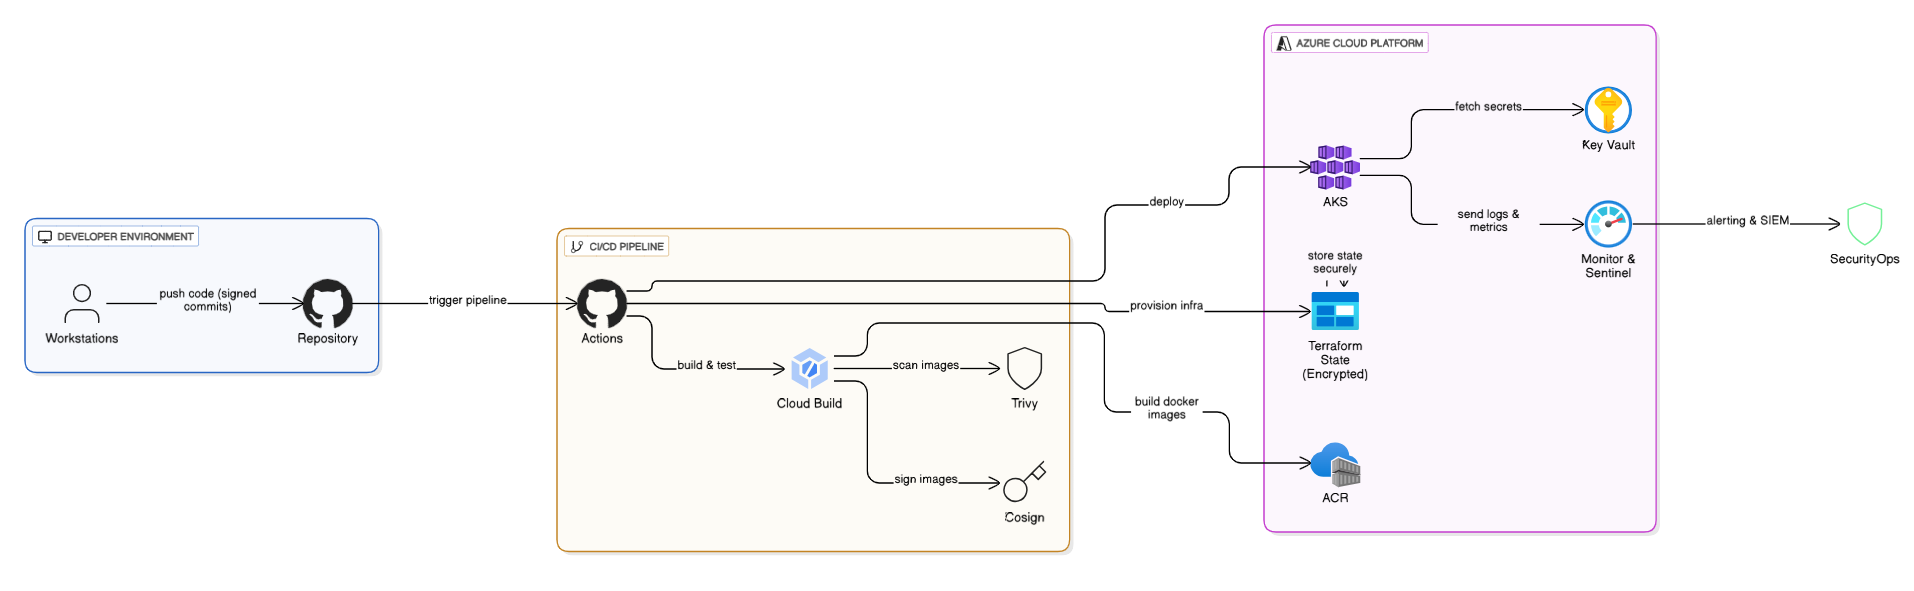 AZURE CLOUD PLATFORM
fetch secrets
Key Vault
AKS
deploy
send logs &
metrics
alerting & SIEM
Monitor &
Sentinel
SecurityOps
DEVELOPER ENVIRONMENT
push code (signed
commits)
Workstations
Repository
trigger pipeline
CI/CD PIPELINE
Actions
build & test
Cloud Build
scan images
Trivy
sign images
Cosign
store state
securely
provision infra
Terraform
State
(Encrypted)
build docker
images
ACR